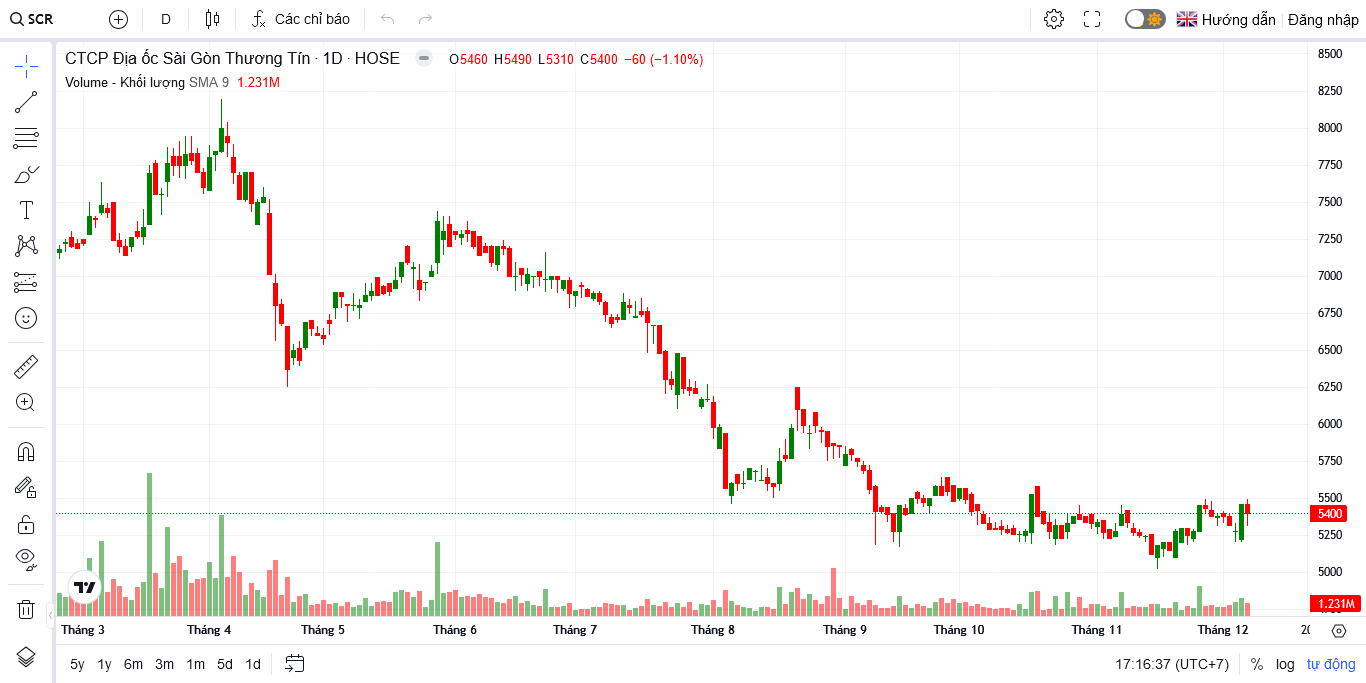 SCR D Các chỉ báo Hướng dẫn Đăng nhập
CTCP Địa ốc Sài Gòn Thương Tín · 1D · HOSE O5460 H5490 L5310 C5400 −60 (−1.10%)
Volume - Khối lượng SMA 9 1.231M
8500
8250
8000
7750
7500
7250
7000
6750
6500
6250
6000
5750
5500
5400
5250
5000
1.231M
Tháng 3 Tháng 4 Tháng 5 Tháng 6 Tháng 7 Tháng 8 Tháng 9 Tháng 10 Tháng 11 Tháng 12
5y 1y 6m 3m 1m 5d 1d 17:16:37 (UTC+7) % log tự động